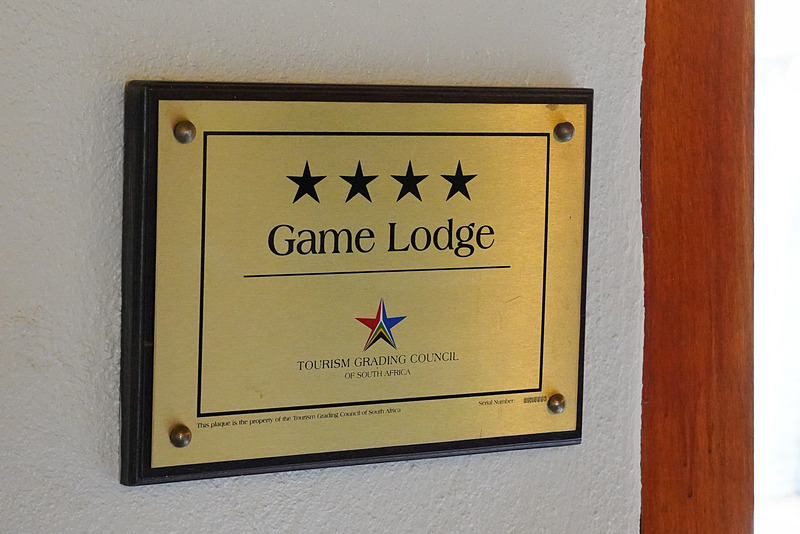 Game Lodge
TOURISM GRADING COUNCIL
OF SOUTH AFRICA
This plaque is the property of the Tourism Grading Council of South Africa
Serial Number